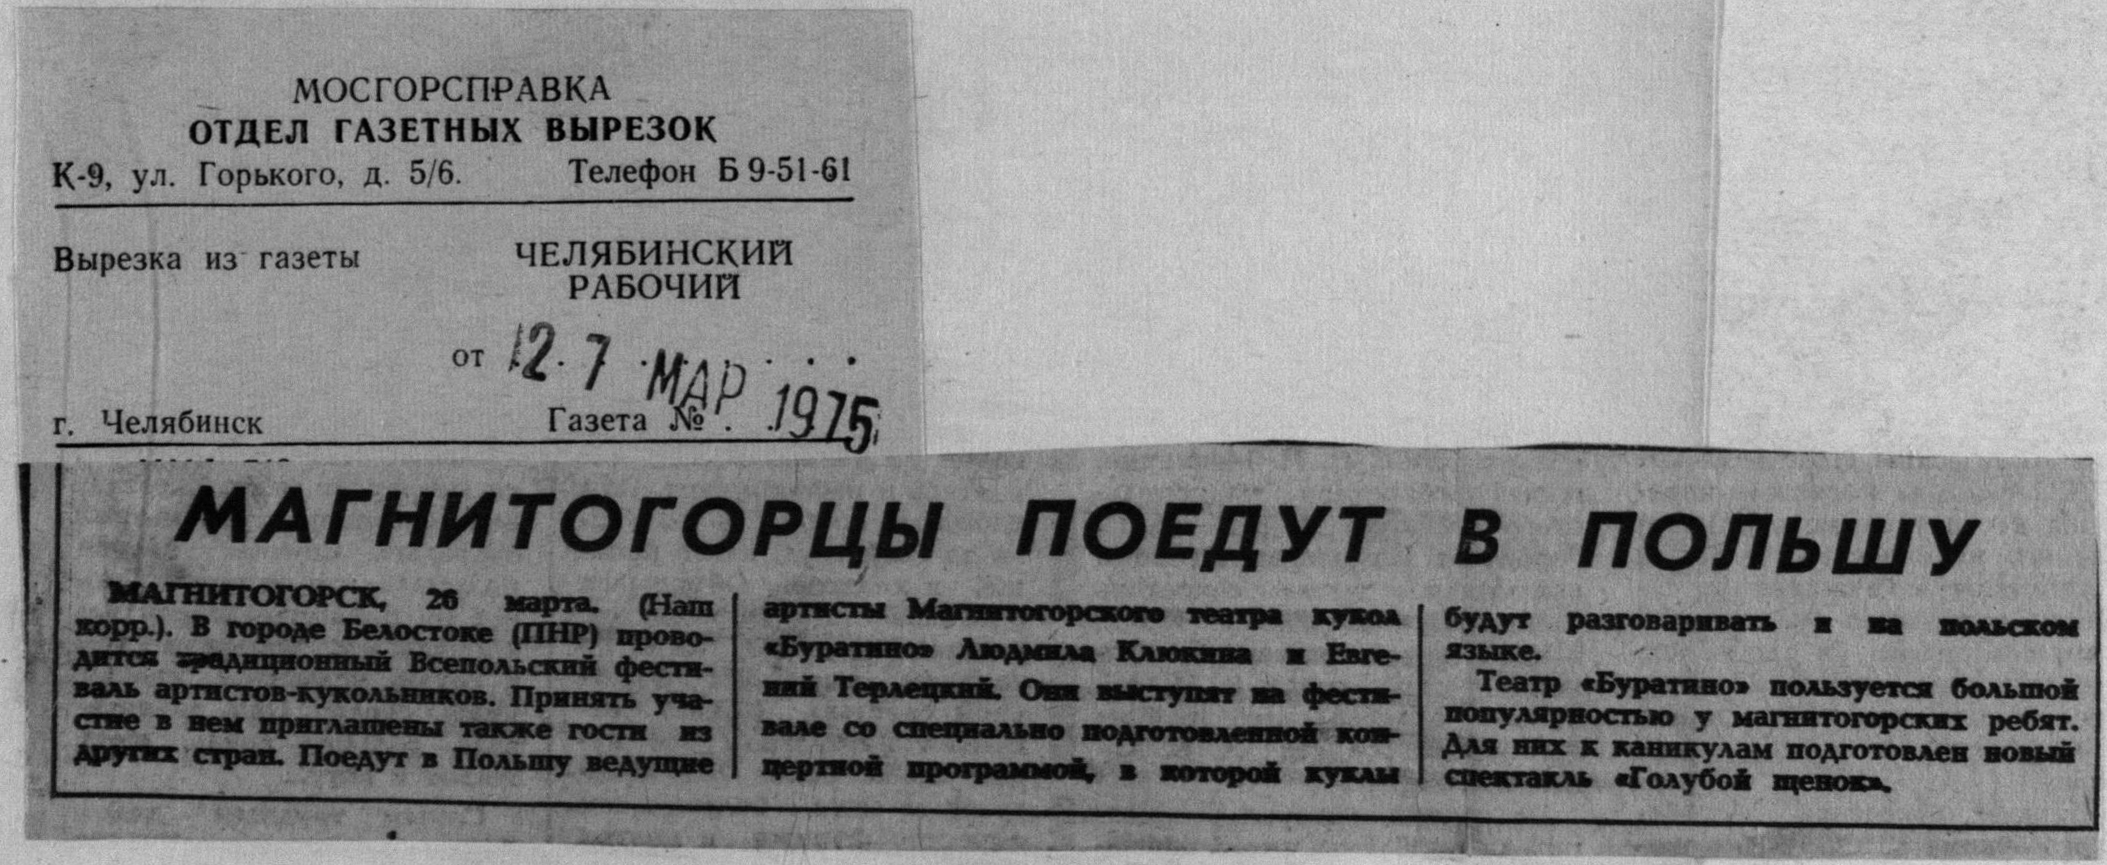 МОСГОРСПРАВКА
ОТДЕЛ ГАЗЕТНЫХ ВЫРЕЗОК
К-9, ул. Горького, д. 5/6. Телефон Б 9-51-61
Вырезка из газеты ЧЕЛЯБИНСКИЙ
РАБОЧИЙ
от 27 МАР 1975
г. Челябинск Газета №
МАГНИТОГОРЦЫ ПОЕДУТ В ПОЛЬШУ
МАГНИТОГОРСК, 26 марта. (Наш
корр.). В городе Белостоке (ПНР) прово-
дится традиционный Всепольский фести-
валь артистов-кукольников. Принять уча-
стие в нем приглашены также гости из
других стран. Поедут в Польшу ведущие
артисты Магнитогорского театра кукол
«Буратино» Людмила Клюкина и Евге-
ний Терлецкий. Они выступят на фести-
вале со специально подготовленной кон-
цертной программой, в которой куклы
будут разговаривать и на польском
языке.
Театр «Буратино» пользуется большой
популярностью у магнитогорских ребят.
Для них к каникулам подготовлен новый
спектакль «Голубой щенок».